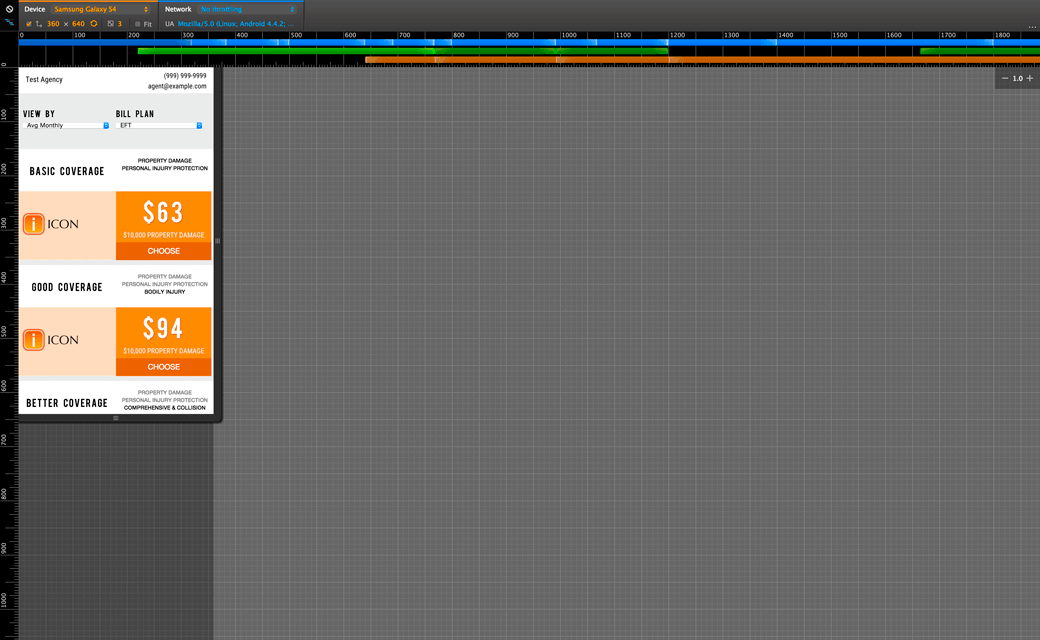 Device Samsung Galaxy S4 Network No throttling
360 × 640 3 Fit UA Mozilla/5.0 (Linux; Android 4.4.2; ...
...
0 100 200 300 400 500 600 700 800 900 1000 1100 1200 1300 1400 1500 1600 1700 1800
0
100
200
300
400
500
600
700
800
900
1000
1.0
Test Agency
(999) 999-9999
agent@example.com
VIEW BY BILL PLAN
Avg Monthly EFT
BASIC COVERAGE
PROPERTY DAMAGE
PERSONAL INJURY PROTECTION
i ICON
$63
$10,000 PROPERTY DAMAGE
CHOOSE
GOOD COVERAGE
PROPERTY DAMAGE
PERSONAL INJURY PROTECTION
BODILY INJURY
i ICON
$94
$10,000 PROPERTY DAMAGE
CHOOSE
BETTER COVERAGE
PROPERTY DAMAGE
PERSONAL INJURY PROTECTION
COMPREHENSIVE & COLLISION